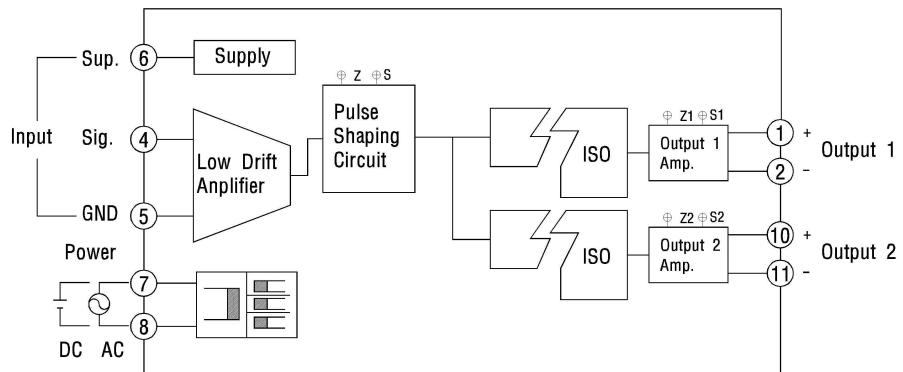 Sup. 6 Supply
Z S
Input Sig. 4
Low Drift
Anplifier
Pulse
Shaping
Circuit
ISO
Z1 S1
Output 1
Amp.
1 +
2 -
Output 1
GND 5
Z2 S2
ISO
Output 2
Amp.
10 +
11 -
Output 2
Power
7
8
DC AC